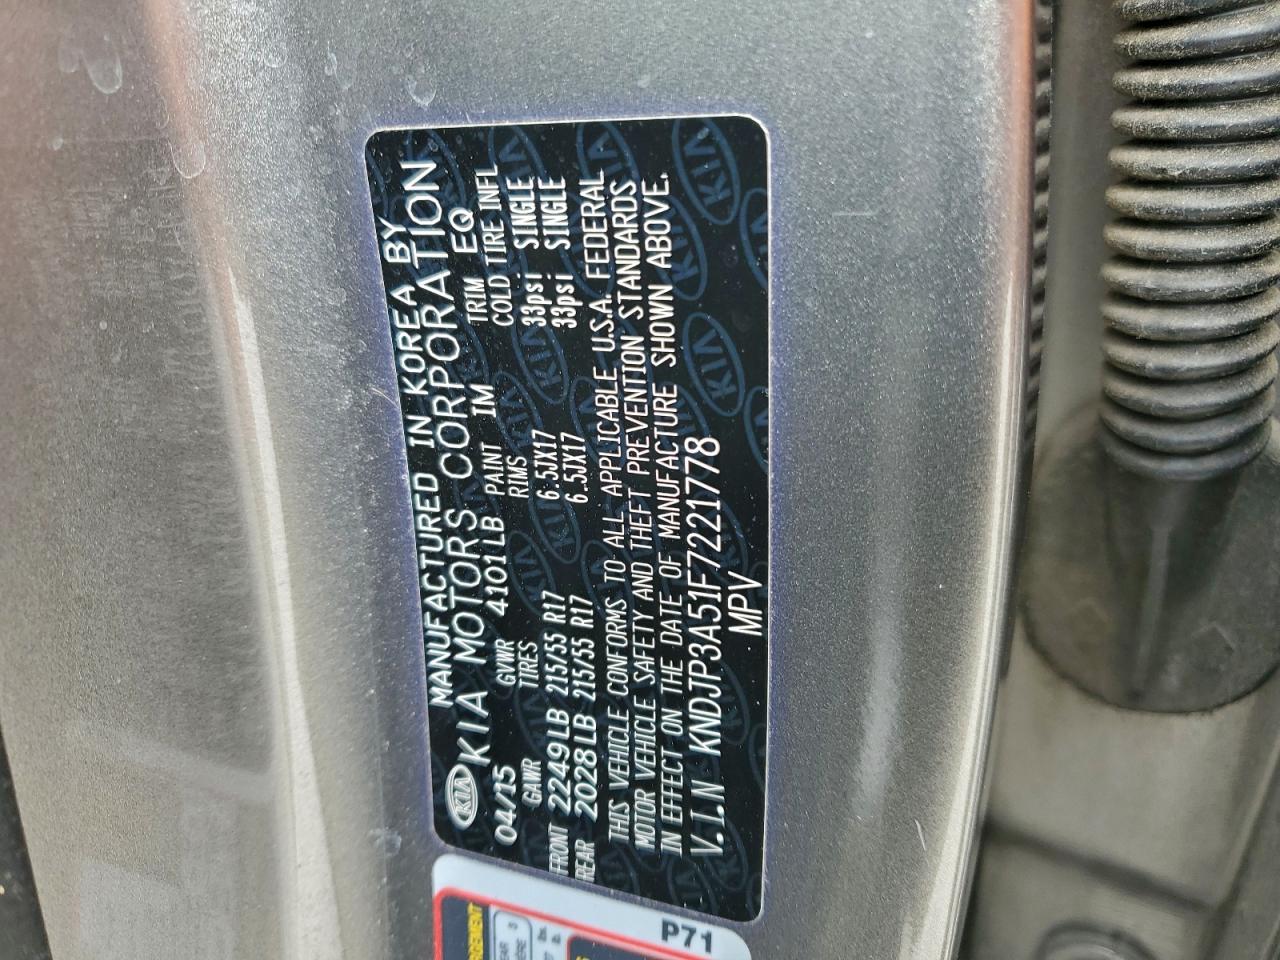 MANUFACTURED IN KOREA BY
KIA KIA MOTORS CORPORATION
04/15 GVWR 4101LB PAINT IM TRIM EQ
GAWR TIRES RIMS COLD TIRE INFL
FRONT 2249LB 215/55 R17 6.5JX17 33psi SINGLE
REAR 2028LB 215/55 R17 6.5JX17 33psi SINGLE
THIS VEHICLE CONFORMS TO ALL APPLICABLE U.S.A. FEDERAL
MOTOR VEHICLE SAFETY AND THEFT PREVENTION STANDARDS
IN EFFECT ON THE DATE OF MANUFACTURE SHOWN ABOVE.
V.I.N KNDJP3A51F7221778
MPV
P71